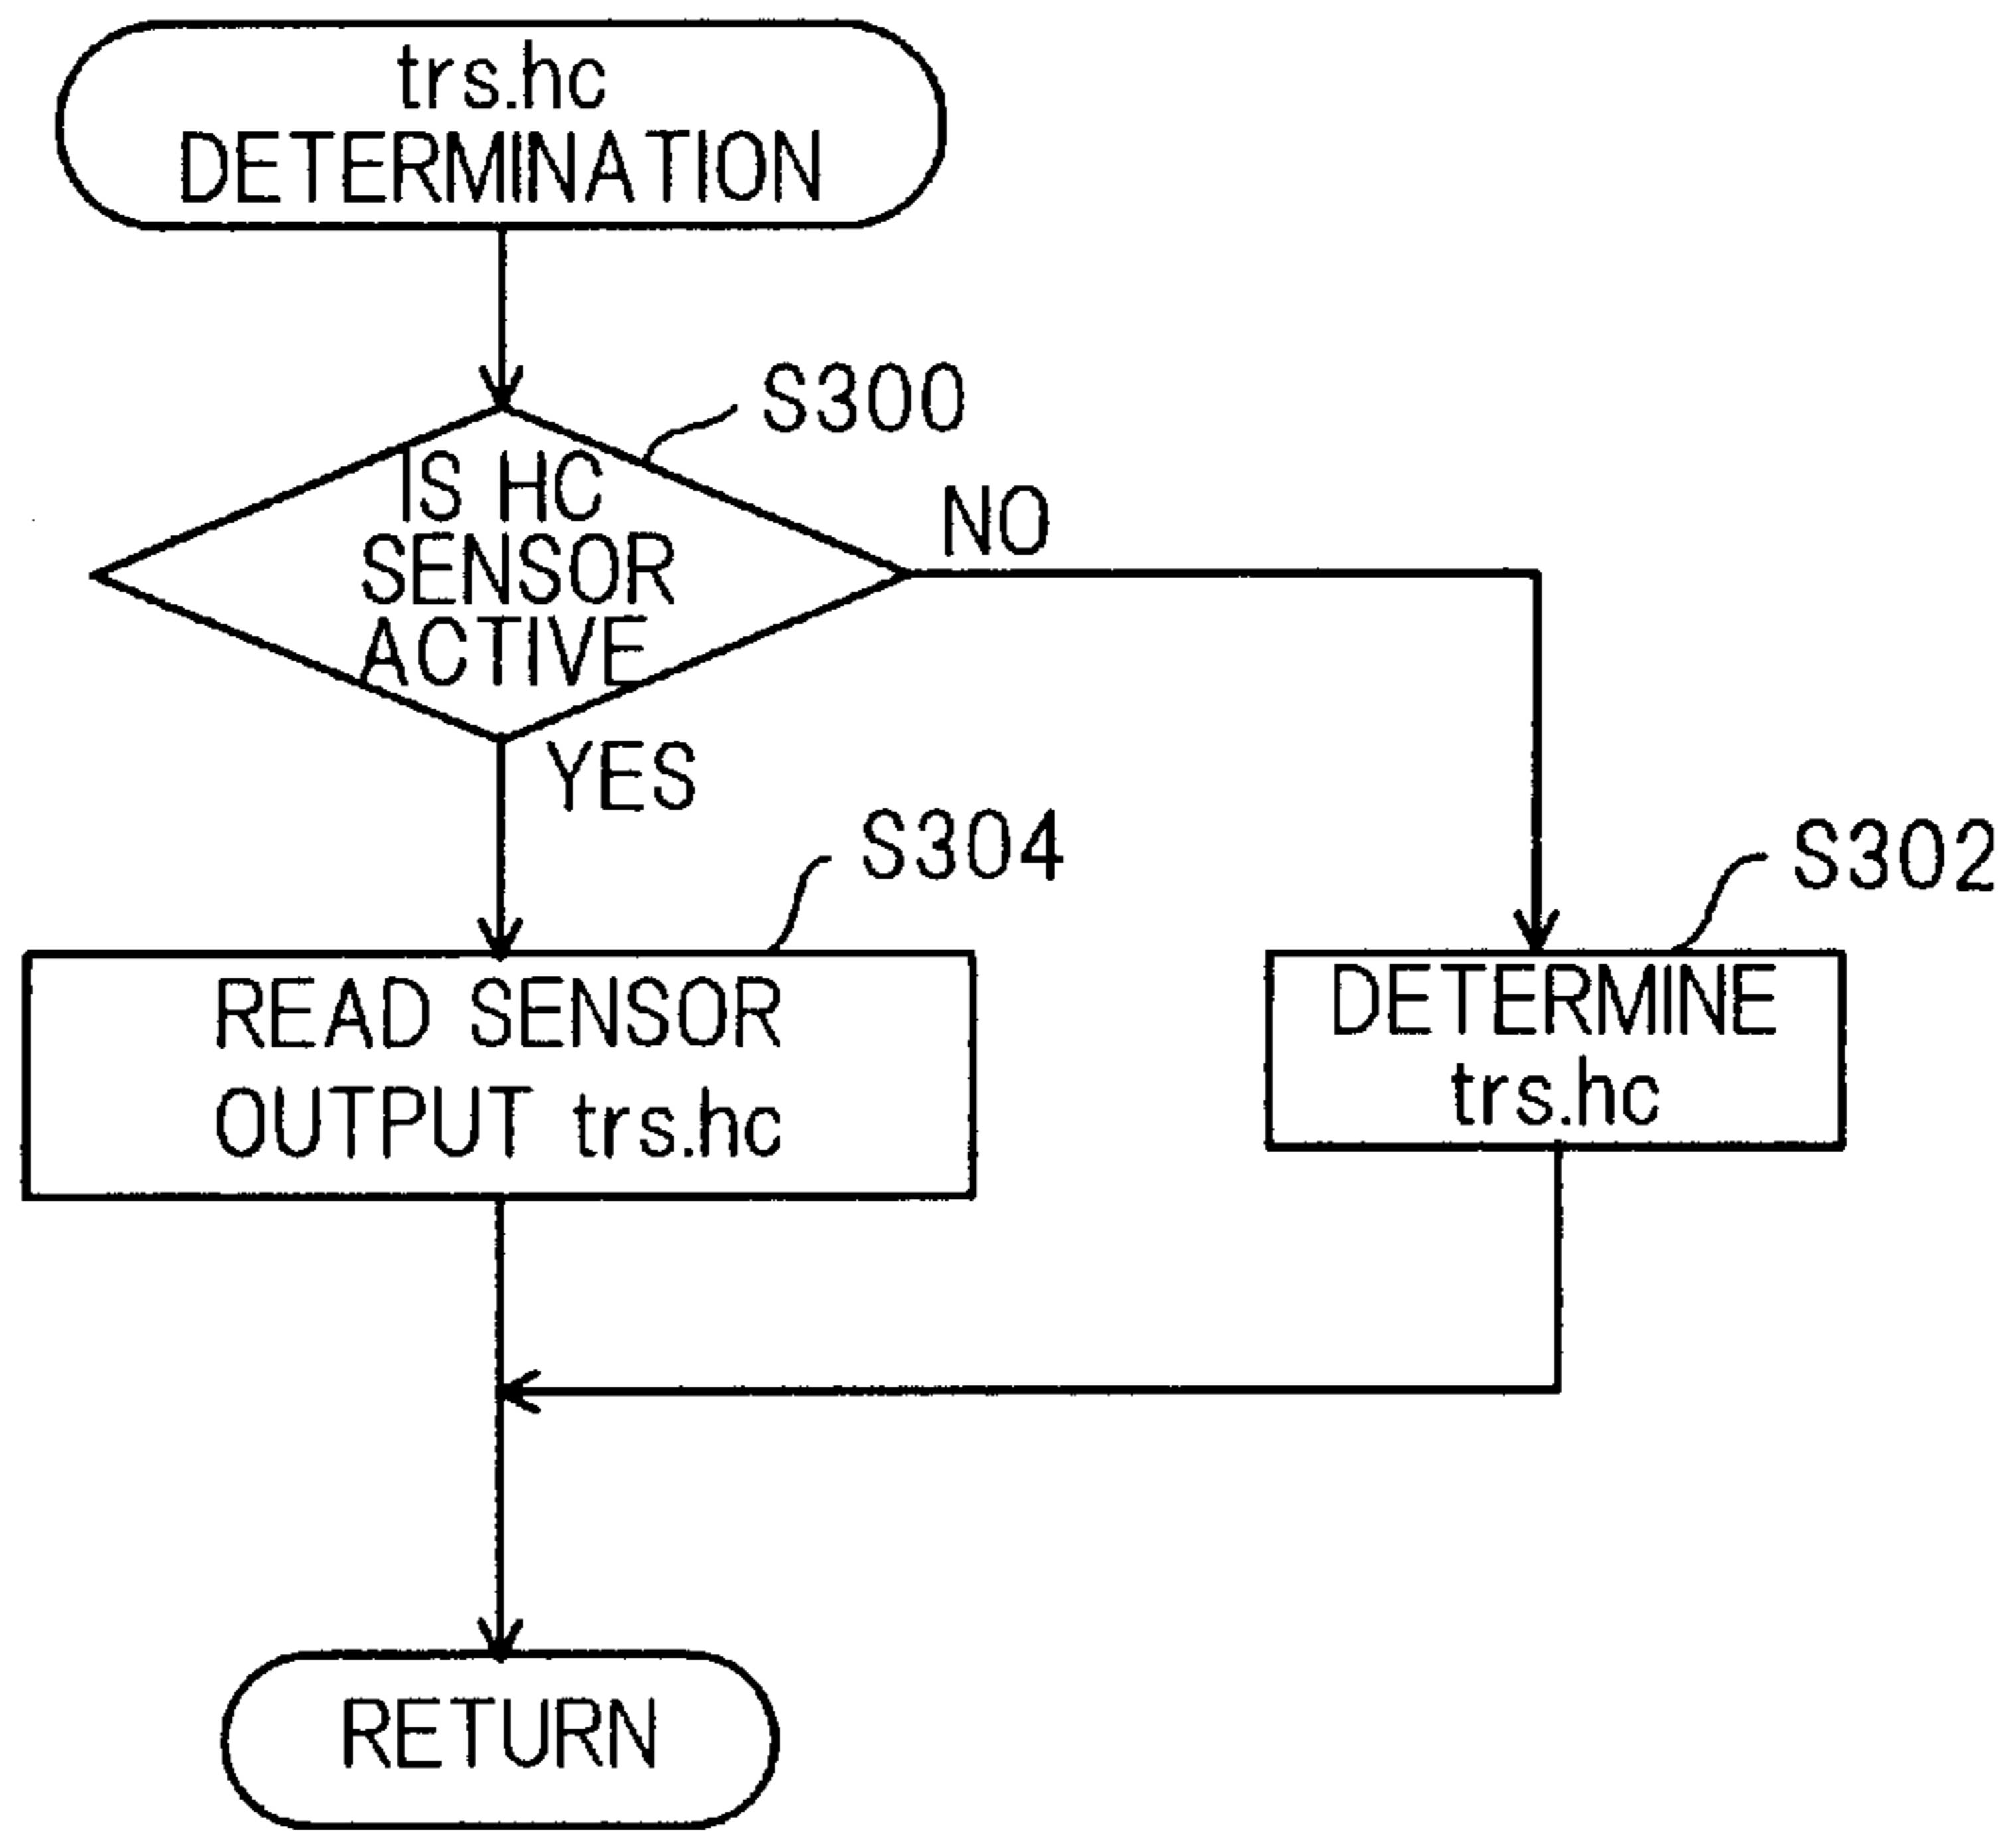 trs.hc
DETERMINATION
S300
IS HC
SENSOR
ACTIVE
NO
YES
S304
S302
READ SENSOR
OUTPUT trs.hc
DETERMINE
trs.hc
RETURN